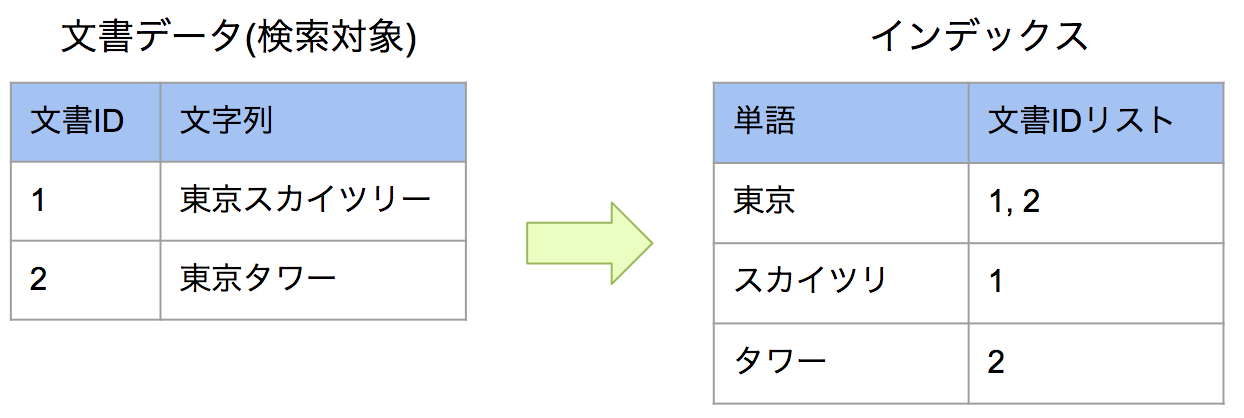 文書データ(検索対象)
文書ID 文字列
1 東京スカイツリー
2 東京タワー
インデックス
単語 文書IDリスト
東京 1, 2
スカイツリ 1
タワー 2